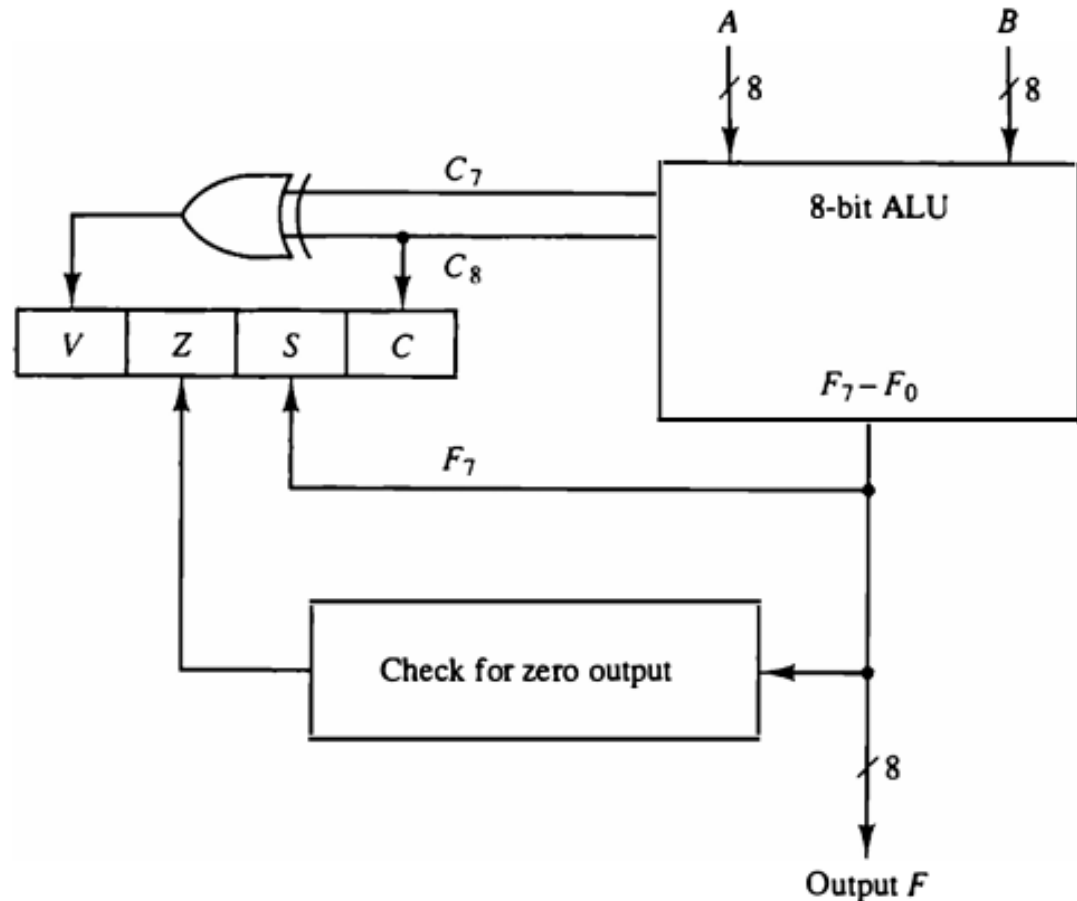 A
B
8
8
C7
8-bit ALU
C8
V Z S C
F7 – F0
F7
Check for zero output
8
Output F